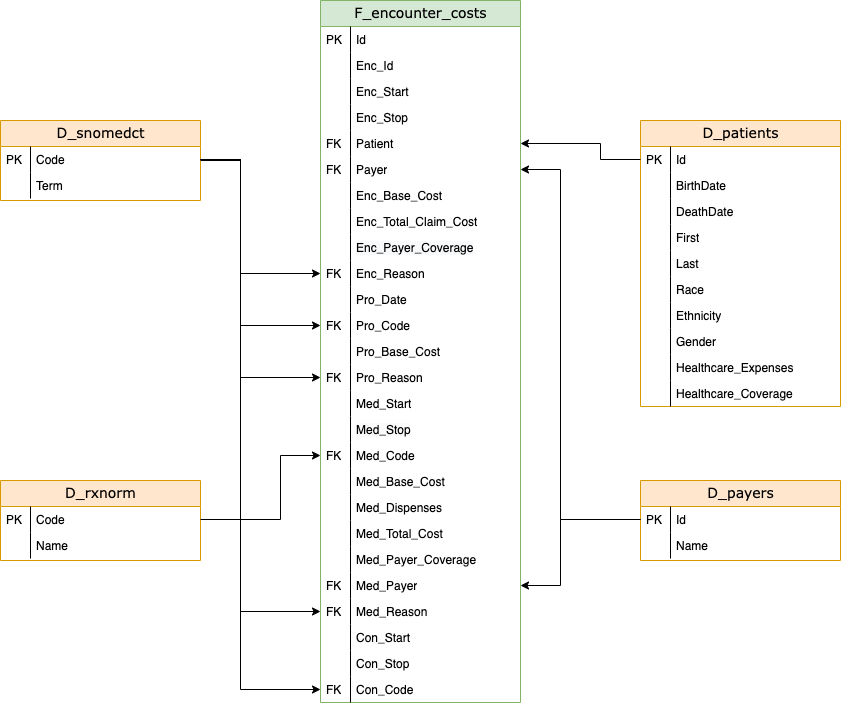 F_encounter_costs
PK Id
Enc_Id
Enc_Start
Enc_Stop
FK Patient
FK Payer
Enc_Base_Cost
Enc_Total_Claim_Cost
Enc_Payer_Coverage
FK Enc_Reason
Pro_Date
FK Pro_Code
Pro_Base_Cost
FK Pro_Reason
Med_Start
Med_Stop
FK Med_Code
Med_Base_Cost
Med_Dispenses
Med_Total_Cost
Med_Payer_Coverage
FK Med_Payer
FK Med_Reason
Con_Start
Con_Stop
FK Con_Code
D_snomedct
PK Code
Term
D_rxnorm
PK Code
Name
D_patients
PK Id
BirthDate
DeathDate
First
Last
Race
Ethnicity
Gender
Healthcare_Expenses
Healthcare_Coverage
D_payers
PK Id
Name